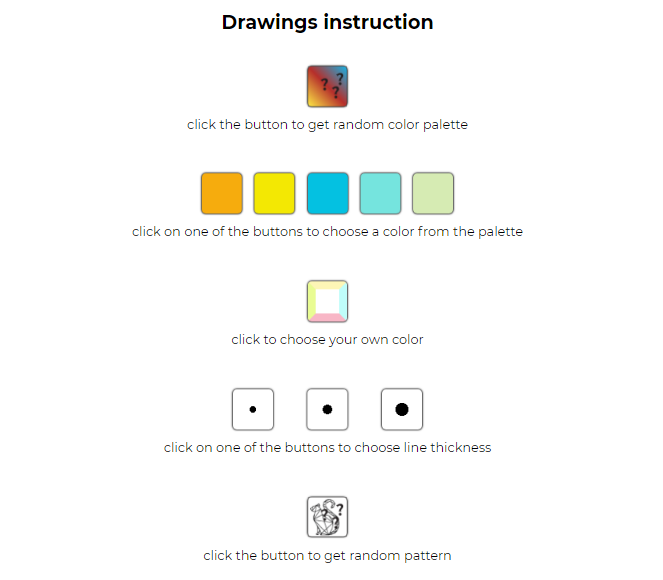 Drawings instruction
? ? ?
click the button to get random color palette
click on one of the buttons to choose a color from the palette
click to choose your own color
click on one of the buttons to choose line thickness
?
click the button to get random pattern